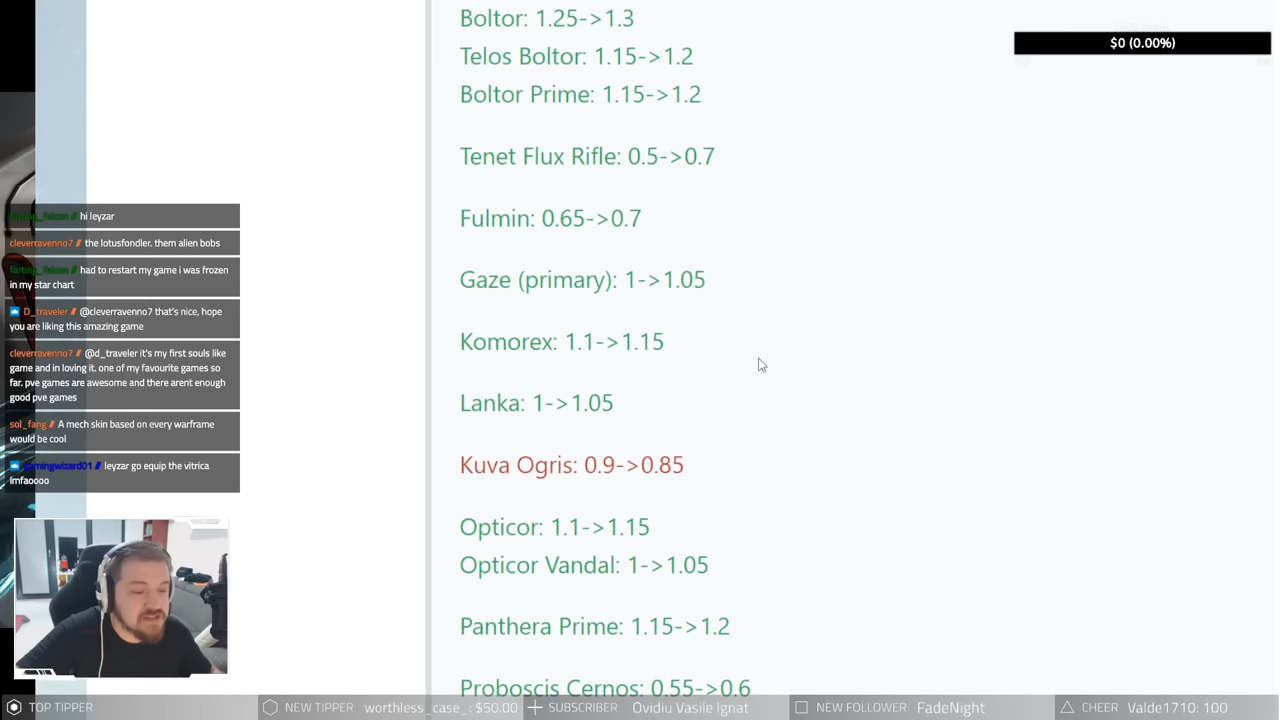 Boltor: 1.25->1.3
Telos Boltor: 1.15->1.2
Boltor Prime: 1.15->1.2
Tenet Flux Rifle: 0.5->0.7
Fulmin: 0.65->0.7
Gaze (primary): 1->1.05
Komorex: 1.1->1.15
Lanka: 1->1.05
Kuva Ogris: 0.9->0.85
Opticor: 1.1->1.15
Opticor Vandal: 1->1.05
Panthera Prime: 1.15->1.2
Proboscis Cernos: 0.55->0.6
$0 (0.00%)
farting_falcon // hi leyzar
cleverravenno7 // the lotusfondler. them alien bobs
farting_falcon // had to restart my game i was frozen
in my star chart
D_traveler // @cleverravenno7 that's nice, hope
you are liking this amazing game
cleverravenno7 // @d_traveler it's my first souls like
game and in loving it. one of my favourite games so
far. pve games are awesome and there arent enough
good pve games
sol_fang // A mech skin based on every warframe
would be cool
gamingwizard01 // leyzar go equip the vitrica
lmfaoooo
TOP TIPPER
NEW TIPPER worthless_case_: $50.00
SUBSCRIBER Ovidiu Vasile Ignat
NEW FOLLOWER FadeNight
CHEER Valde1710: 100